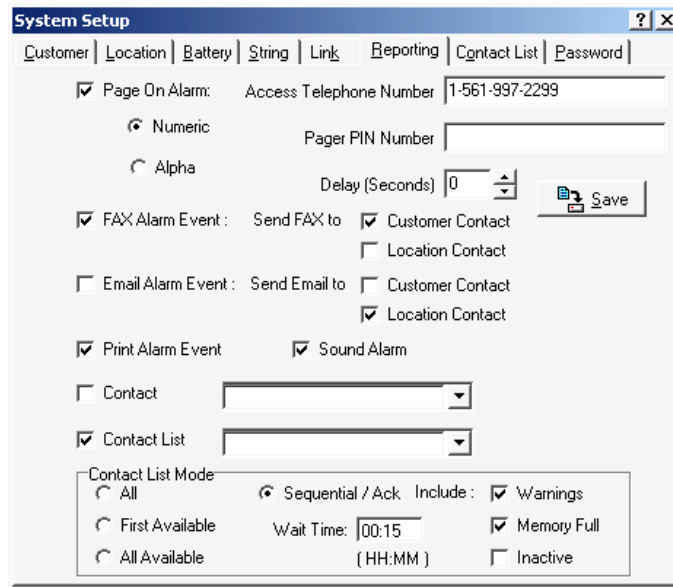 System Setup
Customer Location Battery String Link Reporting Contact List Password
Page On Alarm: Access Telephone Number 1-561-997-2299
Numeric Pager PIN Number
Alpha Delay (Seconds) 0 Save
FAX Alarm Event : Send FAX to Customer Contact
Location Contact
Email Alarm Event : Send Email to Customer Contact
Location Contact
Print Alarm Event Sound Alarm
Contact
Contact List
Contact List Mode
All Sequential / Ack Include : Warnings
First Available Wait Time: 00:15 Memory Full
All Available ( HH:MM ) Inactive